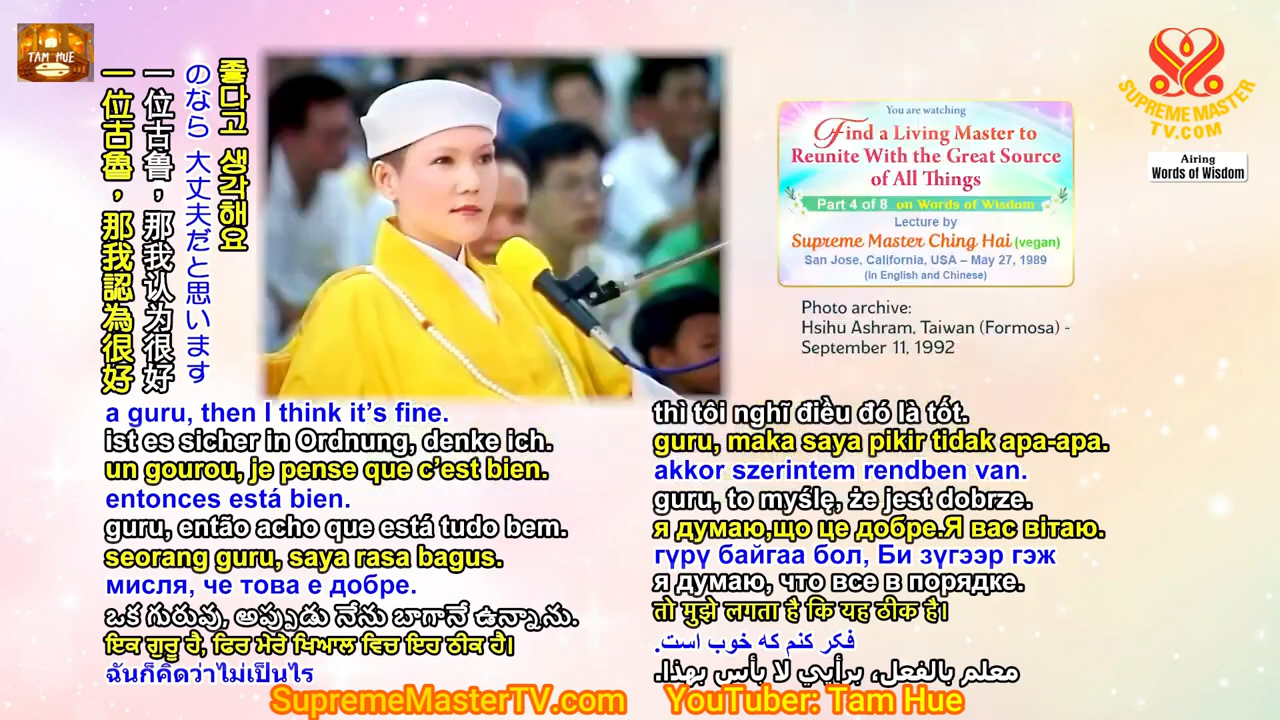 TAM HUE
一位古魯，那我認為很好
一位古鲁，那我认为很好
のなら 大丈夫だと思います
좋다고 생각해요
You are watching
Find a Living Master to
Reunite With the Great Source
of All Things
Part 4 of 8 on Words of Wisdom
Lecture by
Supreme Master Ching Hai (vegan)
San Jose, California, USA – May 27, 1989
(In English and Chinese)
Photo archive:
Hsihu Ashram, Taiwan (Formosa) -
September 11, 1992
SUPREME MASTER
TV.COM
Airing
Words of Wisdom
a guru, then I think it’s fine.
ist es sicher in Ordnung, denke ich.
un gourou, je pense que c’est bien.
entonces está bien.
guru, então acho que está tudo bem.
seorang guru, saya rasa bagus.
мисля, че това е добре.
ఒక గురువు, అప్పుడు నేను బాగానే ఉన్నాను.
ਇਕ ਗੁਰੂ ਹੈ, ਫਿਰ ਮੇਰੇ ਖਿਆਲ ਵਿਚ ਇਹ ਠੀਕ ਹੈ।
ฉันก็คิดว่าไม่เป็นไร
thì tôi nghĩ điều đó là tốt.
guru, maka saya pikir tidak apa-apa.
akkor szerintem rendben van.
guru, to myślę, że jest dobrze.
я думаю,що це добре.Я вас вітаю.
гүрү байгаа бол, Би зүгээр гэж
я думаю, что все в порядке.
तो मुझे लगता है कि यह ठीक है।
فکر کنم که خوب است.
معلم بالفعل، برأيي لا بأس بهذا.
SupremeMasterTV.com
YouTuber: Tam Hue